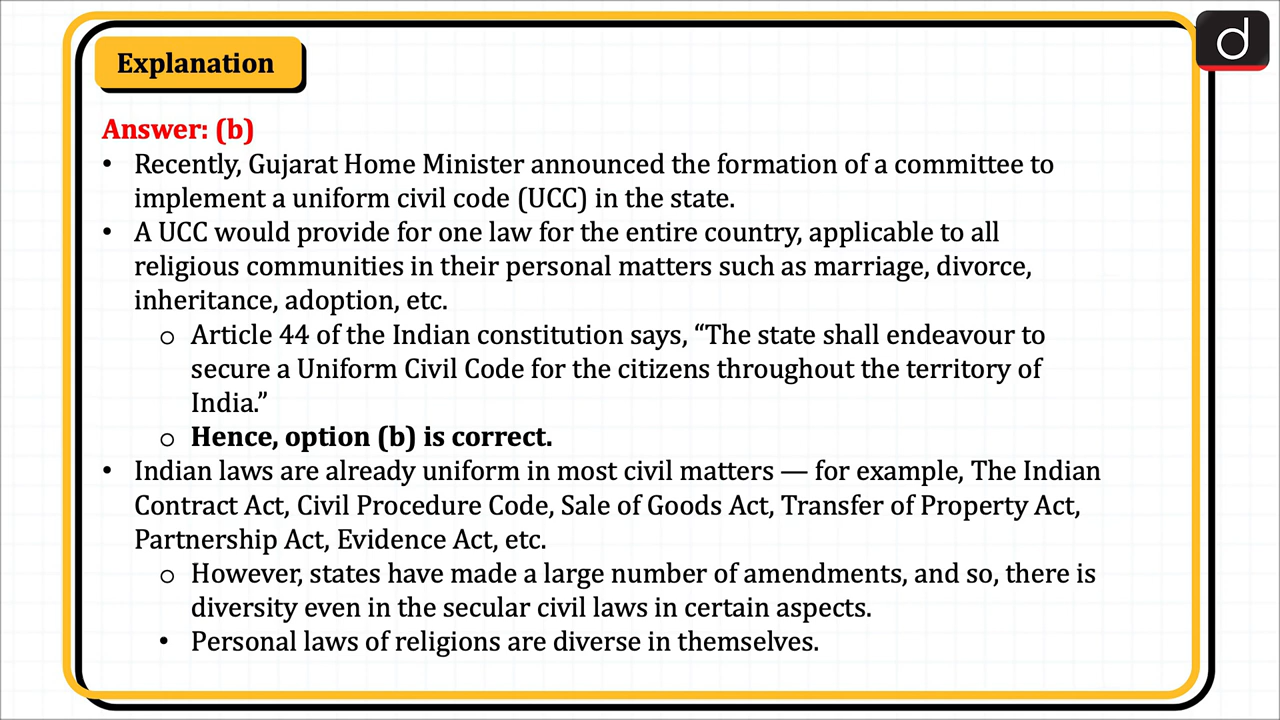 Explanation
d
Answer: (b)
• Recently, Gujarat Home Minister announced the formation of a committee to
implement a uniform civil code (UCC) in the state.
• A UCC would provide for one law for the entire country, applicable to all
religious communities in their personal matters such as marriage, divorce,
inheritance, adoption, etc.
o Article 44 of the Indian constitution says, “The state shall endeavour to
secure a Uniform Civil Code for the citizens throughout the territory of
India.”
o Hence, option (b) is correct.
• Indian laws are already uniform in most civil matters — for example, The Indian
Contract Act, Civil Procedure Code, Sale of Goods Act, Transfer of Property Act,
Partnership Act, Evidence Act, etc.
o However, states have made a large number of amendments, and so, there is
diversity even in the secular civil laws in certain aspects.
• Personal laws of religions are diverse in themselves.